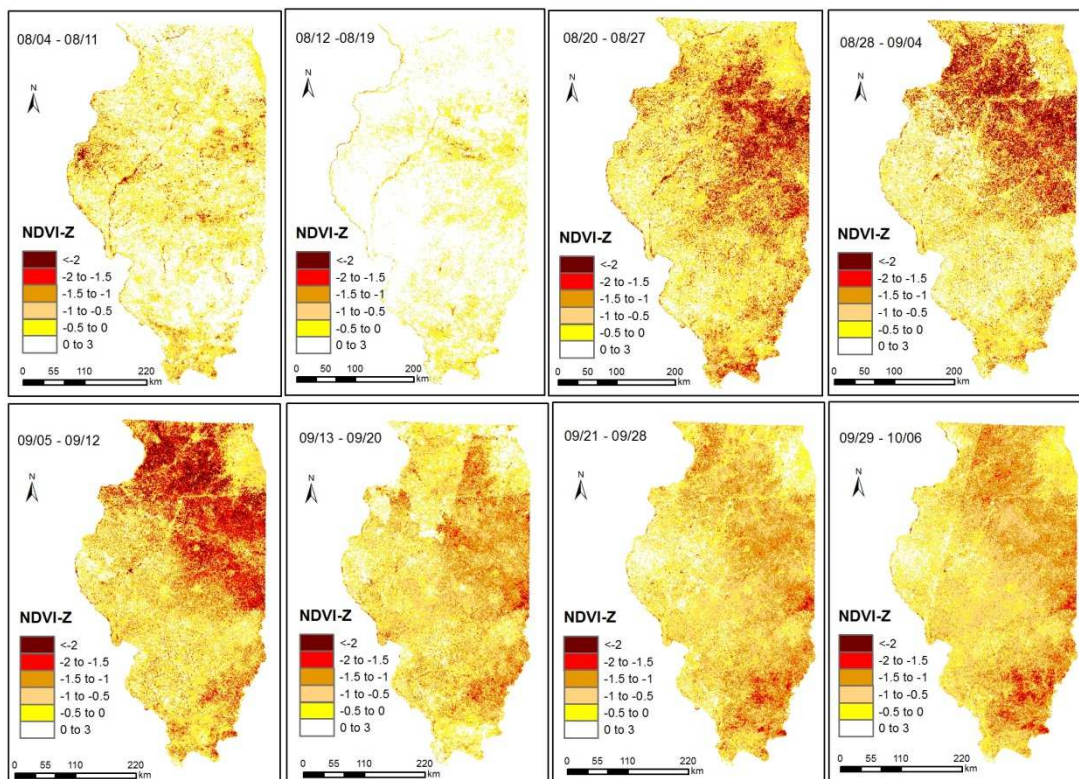 08/04 - 08/11
N
NDVI-Z
<-2
-2 to -1.5
-1.5 to -1
-1 to -0.5
-0.5 to 0
0 to 3
0 55 110 220
km
08/12 -08/19
N
NDVI-Z
<-2
-2 to -1.5
-1.5 to -1
-1 to -0.5
-0.5 to 0
0 to 3
0 50 100 200
km
08/20 - 08/27
N
NDVI-Z
<-2
-2 to -1.5
-1.5 to -1
-1 to -0.5
-0.5 to 0
0 to 3
0 55 110 220
km
08/28 - 09/04
N
NDVI-Z
<-2
-2 to -1.5
-1.5 to -1
-1 to -0.5
-0.5 to 0
0 to 3
0 50 100 200
km
09/05 - 09/12
N
NDVI-Z
<-2
-2 to -1.5
-1.5 to -1
-1 to -0.5
-0.5 to 0
0 to 3
0 55 110 220
km
09/13 - 09/20
N
NDVI-Z
<-2
-2 to -1.5
-1.5 to -1
-1 to -0.5
-0.5 to 0
0 to 3
0 55 110 220
km
09/21 - 09/28
N
NDVI-Z
<-2
-2 to -1.5
-1.5 to -1
-1 to -0.5
-0.5 to 0
0 to 3
0 55 110 220
km
09/29 - 10/06
N
NDVI-Z
<-2
-2 to -1.5
-1.5 to -1
-1 to -0.5
-0.5 to 0
0 to 3
0 55 110 220
km